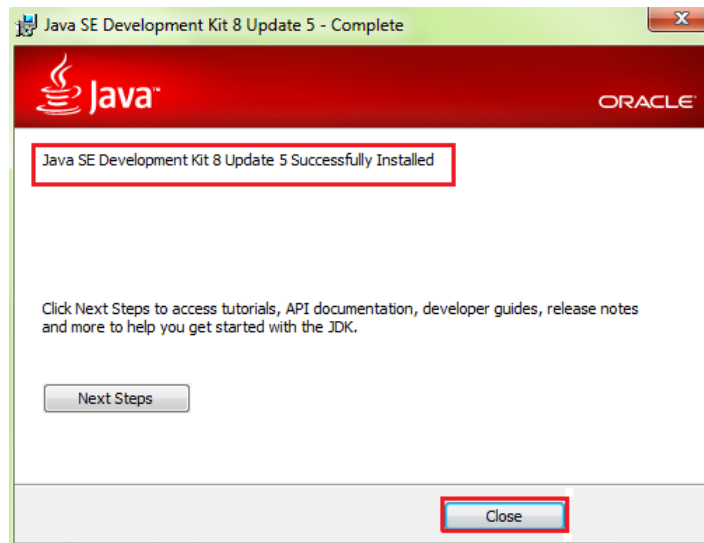 Java SE Development Kit 8 Update 5 - Complete
Java™
ORACLE
Java SE Development Kit 8 Update 5 Successfully Installed
Click Next Steps to access tutorials, API documentation, developer guides, release notes
and more to help you get started with the JDK.
Next Steps
Close